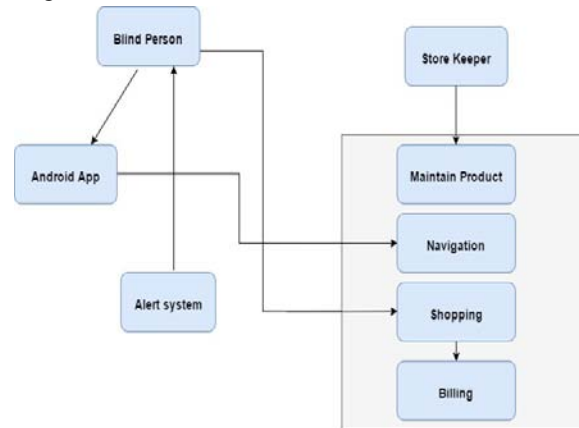 Blind Person
Store Keeper
Android App
Maintain Product
Navigation
Alert system
Shopping
Billing